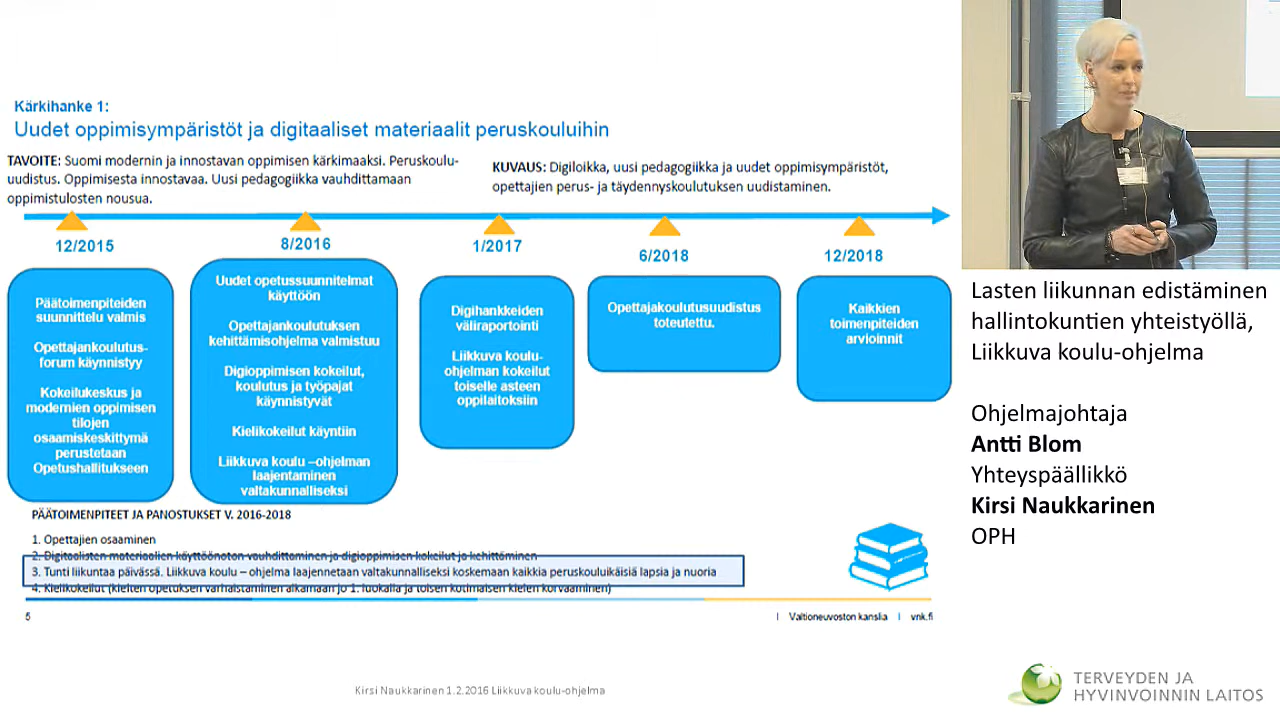 Kärkihanke 1:
Uudet oppimisympäristöt ja digitaaliset materiaalit peruskouluihin
TAVOITE: Suomi modernin ja innostavan oppimisen kärkimaaksi. Peruskoulu-
uudistus. Oppimisesta innostavaa. Uusi pedagogiikka vauhdittamaan
oppimistulosten nousua.
KUVAUS: Digiloikka, uusi pedagogiikka ja uudet oppimisympäristöt,
opettajien perus- ja täydennyskoulutuksen uudistaminen.
12/2015
8/2016
1/2017
6/2018
12/2018
Päätoimenpiteiden
suunnittelu valmis
Opettajankoulutus-
forum käynnistyy
Kokeilukeskus ja
modernien oppimisen
tilojen
osaamiskeskittymä
perustetaan
Opetushallitukseen
Uudet opetussuunnitelmat
käyttöön
Opettajankoulutuksen
kehittämisohjelma valmistuu
Digioppimisen kokeilut,
koulutus ja työpajat
käynnistyvät
Kielikokeilut käyntiin
Liikkuva koulu –ohjelman
laajentaminen
valtakunnalliseksi
Digihankkeiden
väliraportointi
Liikkuva koulu-
ohjelman kokeilut
toiselle asteen
oppilaitoksiin
Opettajakoulutusuudistus
toteutettu.
Kaikkien
toimenpiteiden
arvioinnit
PÄÄTOIMENPITEET JA PANOSTUKSET V. 2016-2018
1. Opettajien osaaminen
2. Digitaalisten materiaalien käyttöönoton vauhdittaminen ja digioppimisen kokeilut ja kehittäminen
3. Tunti liikuntaa päivässä. Liikkuva koulu – ohjelma laajennetaan valtakunnalliseksi koskemaan kaikkia peruskouluikäisiä lapsia ja nuoria
4. Kielikokeilut (kielten opetuksen varhaistaminen alkamaan jo 1. luokalla ja toisen kotimaisen kielen korvaaminen)
5
I Valtioneuvoston kanslia I vnk.fi
Kirsi Naukkarinen 1.2.2016 Liikkuva koulu-ohjelma
Lasten liikunnan edistäminen
hallintokuntien yhteistyöllä,
Liikkuva koulu-ohjelma
Ohjelmajohtaja
Antti Blom
Yhteyspäällikkö
Kirsi Naukkarinen
OPH
TERVEYDEN JA
HYVINVOINNIN LAITOS